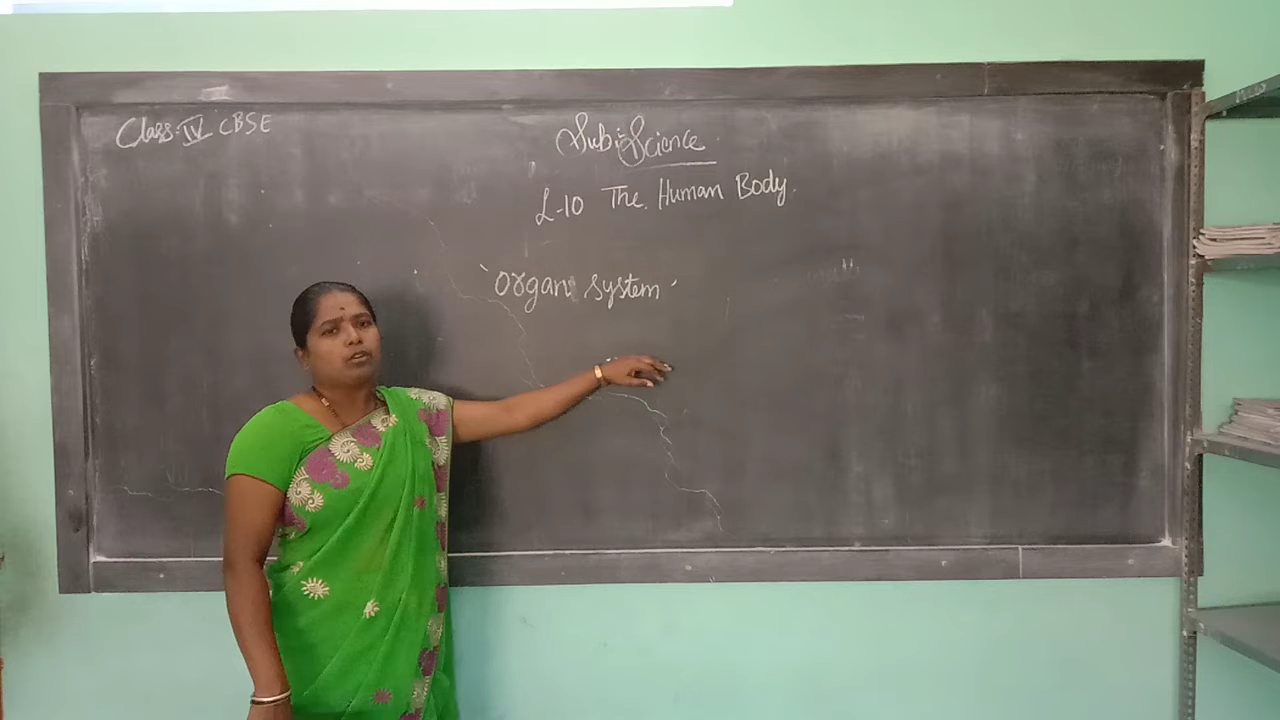 Class:-IV CBSE
Sub:-Science
L-10 The Human Body.
Organ system